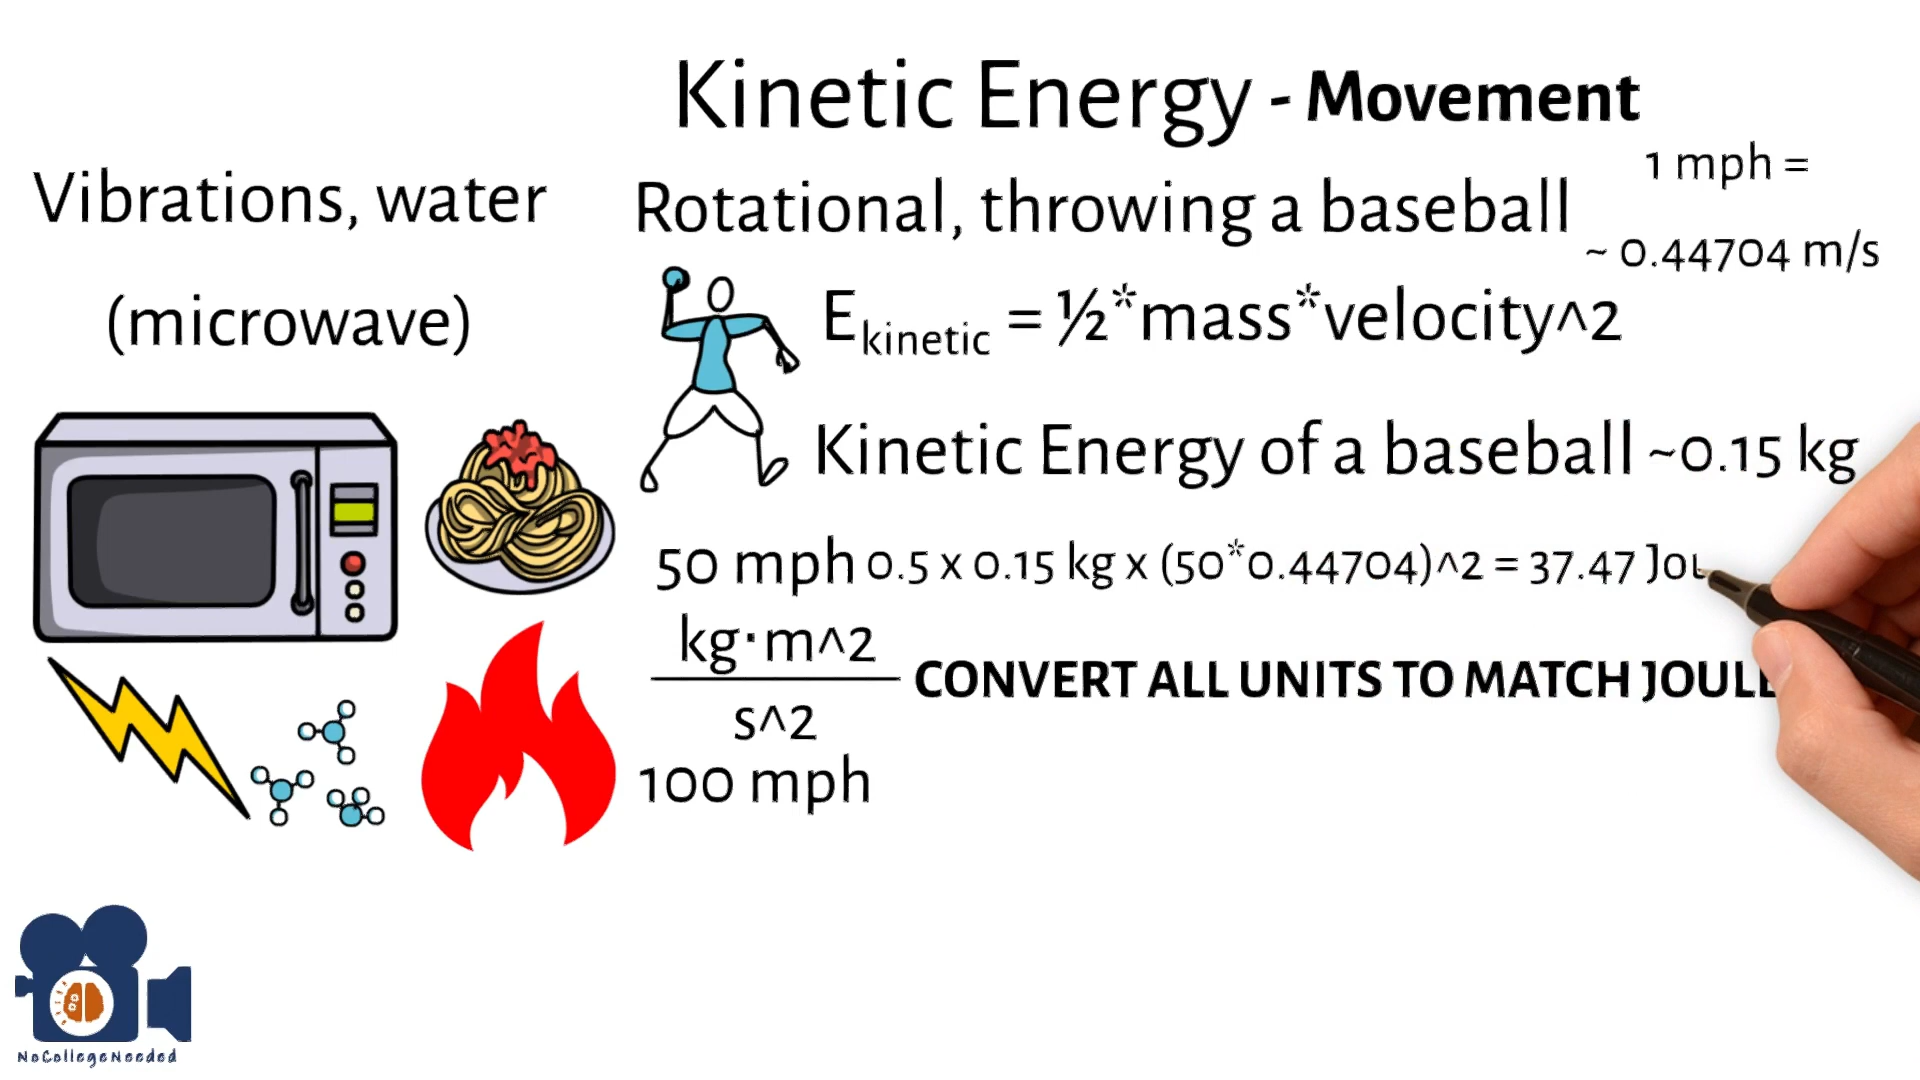 Kinetic Energy - Movement
Vibrations, water
(microwave)
Rotational, throwing a baseball
1 mph =
~ 0.44704 m/s
E kinetic = ½*mass*velocity^2
Kinetic Energy of a baseball ~0.15 kg
50 mph 0.5 x 0.15 kg x (50*0.44704)^2 = 37.47
kg·m^2
s^2
CONVERT ALL UNITS TO MATCH
100 mph
NoCollegeNeeded